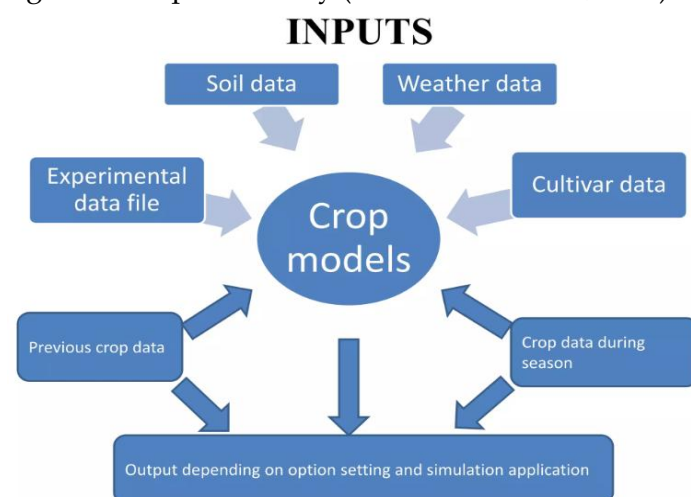 INPUTS
Soil data
Weather data
Experimental
data file
Cultivar data
Crop
models
Previous crop data
Crop data during
season
Output depending on option setting and simulation application